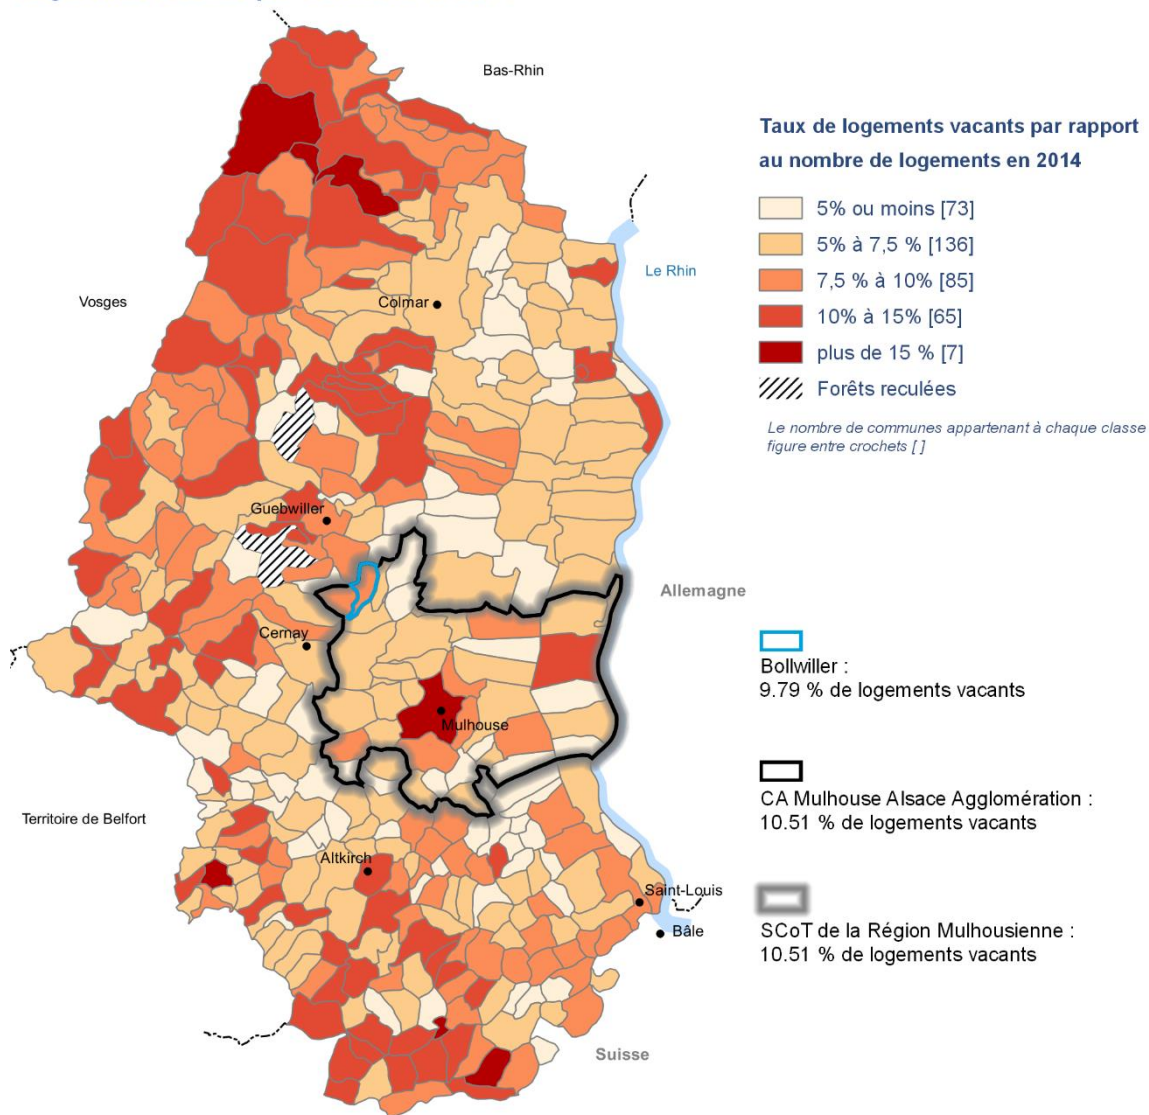 Bas-Rhin
Taux de logements vacants par rapport
au nombre de logements en 2014
5% ou moins [73]
5% à 7,5 % [136]
7,5 % à 10% [85]
10% à 15% [65]
plus de 15 % [7]
Forêts reculées
Le nombre de communes appartenant à chaque classe
figure entre crochets [ ]
Le Rhin
Vosges
Colmar
Guebwiller
Allemagne
Cernay
Bollwiller :
9.79 % de logements vacants
Mulhouse
CA Mulhouse Alsace Agglomération :
10.51 % de logements vacants
Territoire de Belfort
Altkirch
Saint-Louis
Bâle
SCoT de la Région Mulhousienne :
10.51 % de logements vacants
Suisse